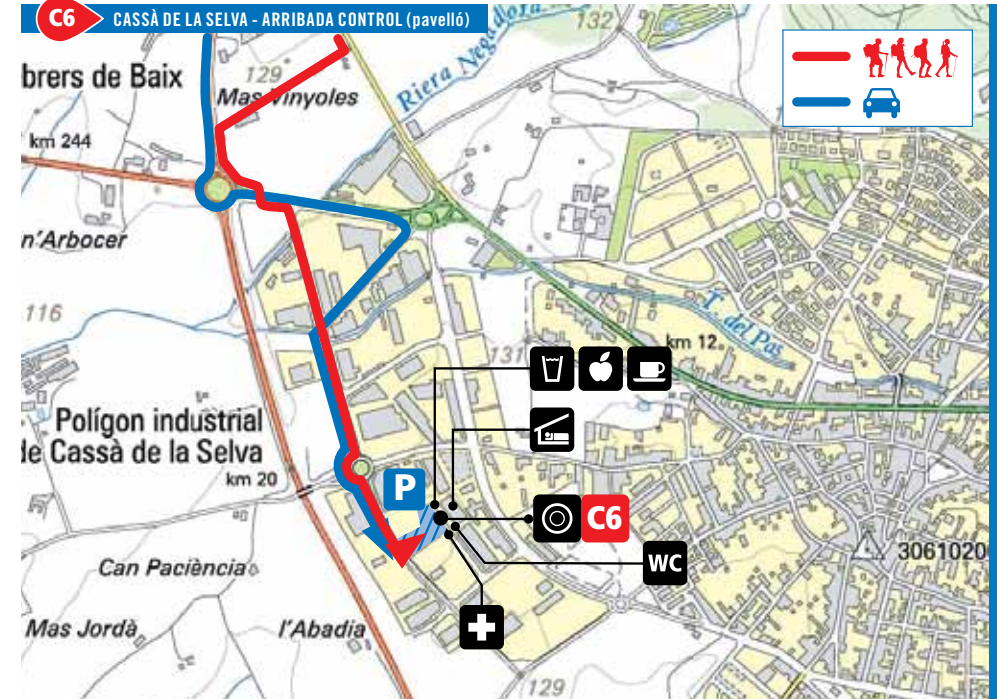 C6 CASSÀ DE LA SELVA - ARRIBADA CONTROL (pavelló)
132
brers de Baix
129
Mas Vinyoles
Riera Negadora
km 244
n'Arbocer
116
T. del Pas
131
km 12
Polígon industrial
de Cassà de la Selva
km 20
P
C6
WC
3061020
Can Paciència
Mas Jordà
l'Abadia
129